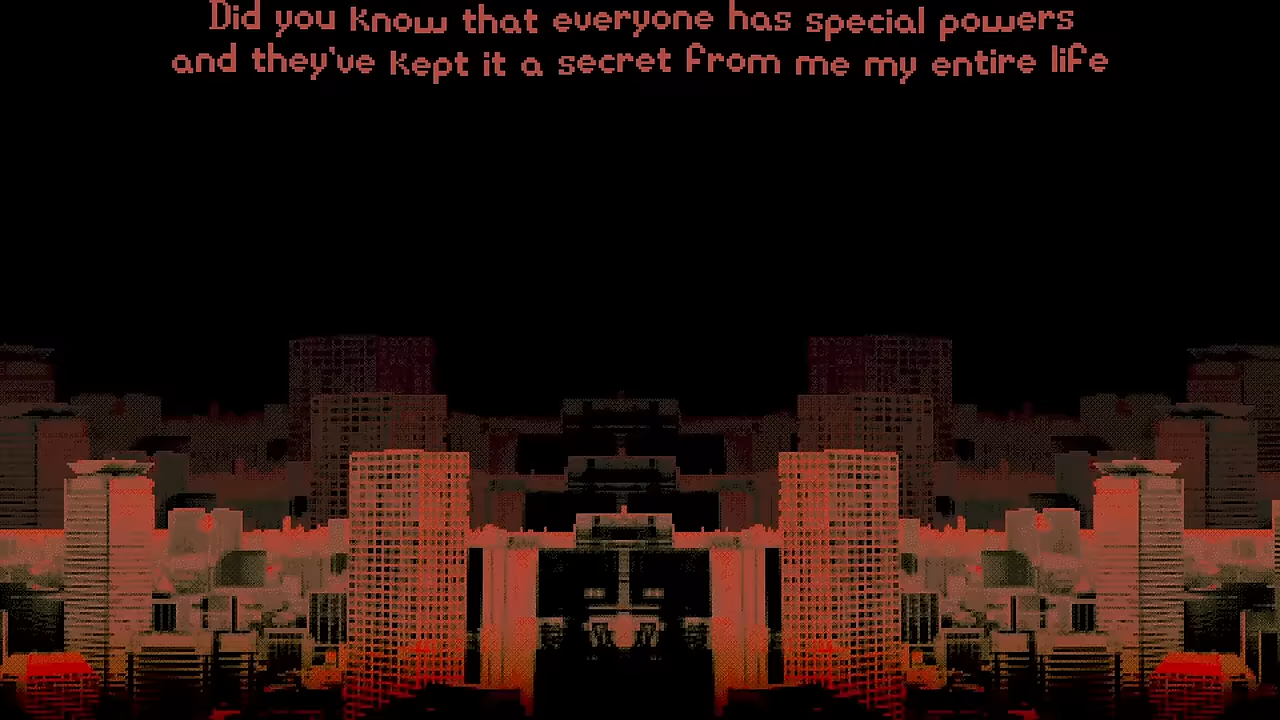 Did you know that everyone has special powers
and they've kept it a secret from me my entire life